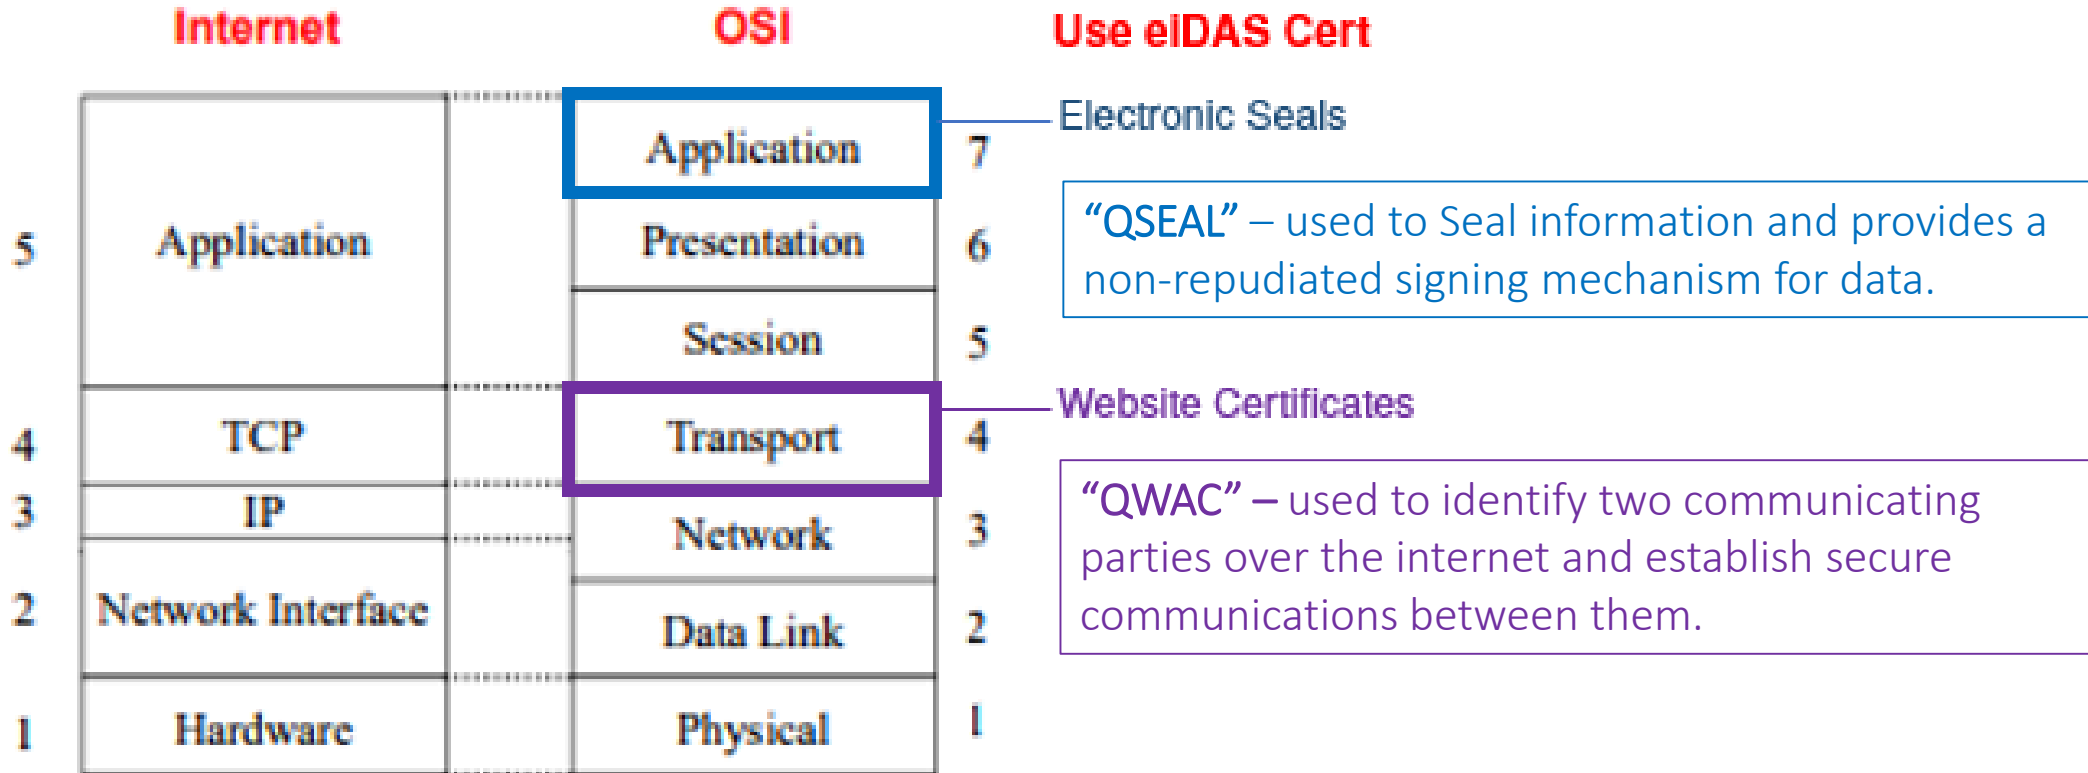 Internet
OSI
Use eIDAS Cert
Electronic Seals
Application
7
“QSEAL” – used to Seal information and provides a
non-repudiated signing mechanism for data.
5
Application
Presentation
6
Session
5
Website Certificates
4
TCP
Transport
4
“QWAC” – used to identify two communicating
parties over the internet and establish secure
communications between them.
3
IP
Network
3
2
Network Interface
Data Link
2
1
Hardware
Physical
1